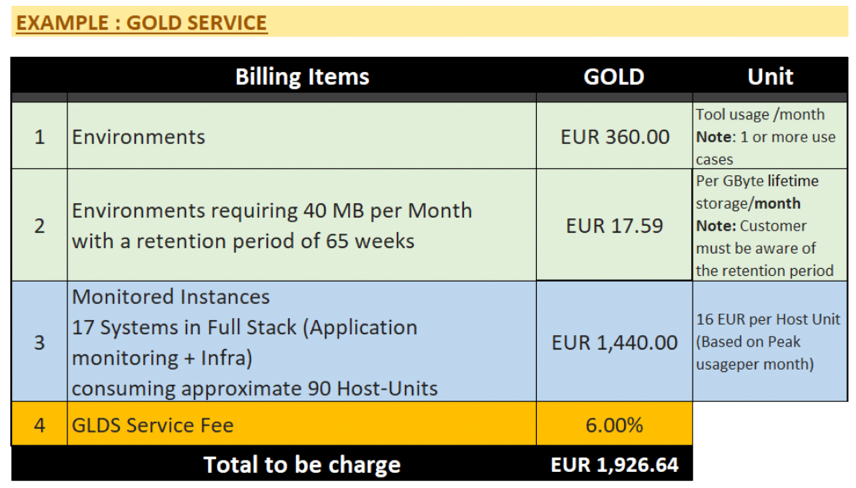 EXAMPLE : GOLD SERVICE
Billing Items GOLD Unit
1 Environments EUR 360.00 Tool usage /month
Note: 1 or more use
cases
2 Environments requiring 40 MB per Month
with a retention period of 65 weeks
EUR 17.59
Per GByte lifetime
storage/month
Note: Customer
must be aware of
the retention period
3 Monitored Instances
17 Systems in Full Stack (Application
monitoring + Infra)
consuming approximate 90 Host-Units
EUR 1,440.00
16 EUR per Host Unit
(Based on Peak
usageper month)
4 GLDS Service Fee 6.00%
Total to be charge EUR 1,926.64